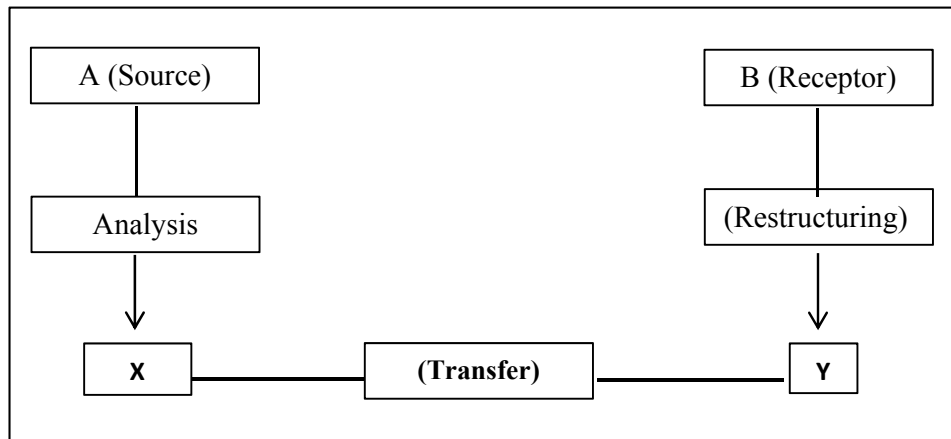 A (Source)
B (Receptor)
Analysis
(Restructuring)
X
(Transfer)
Y